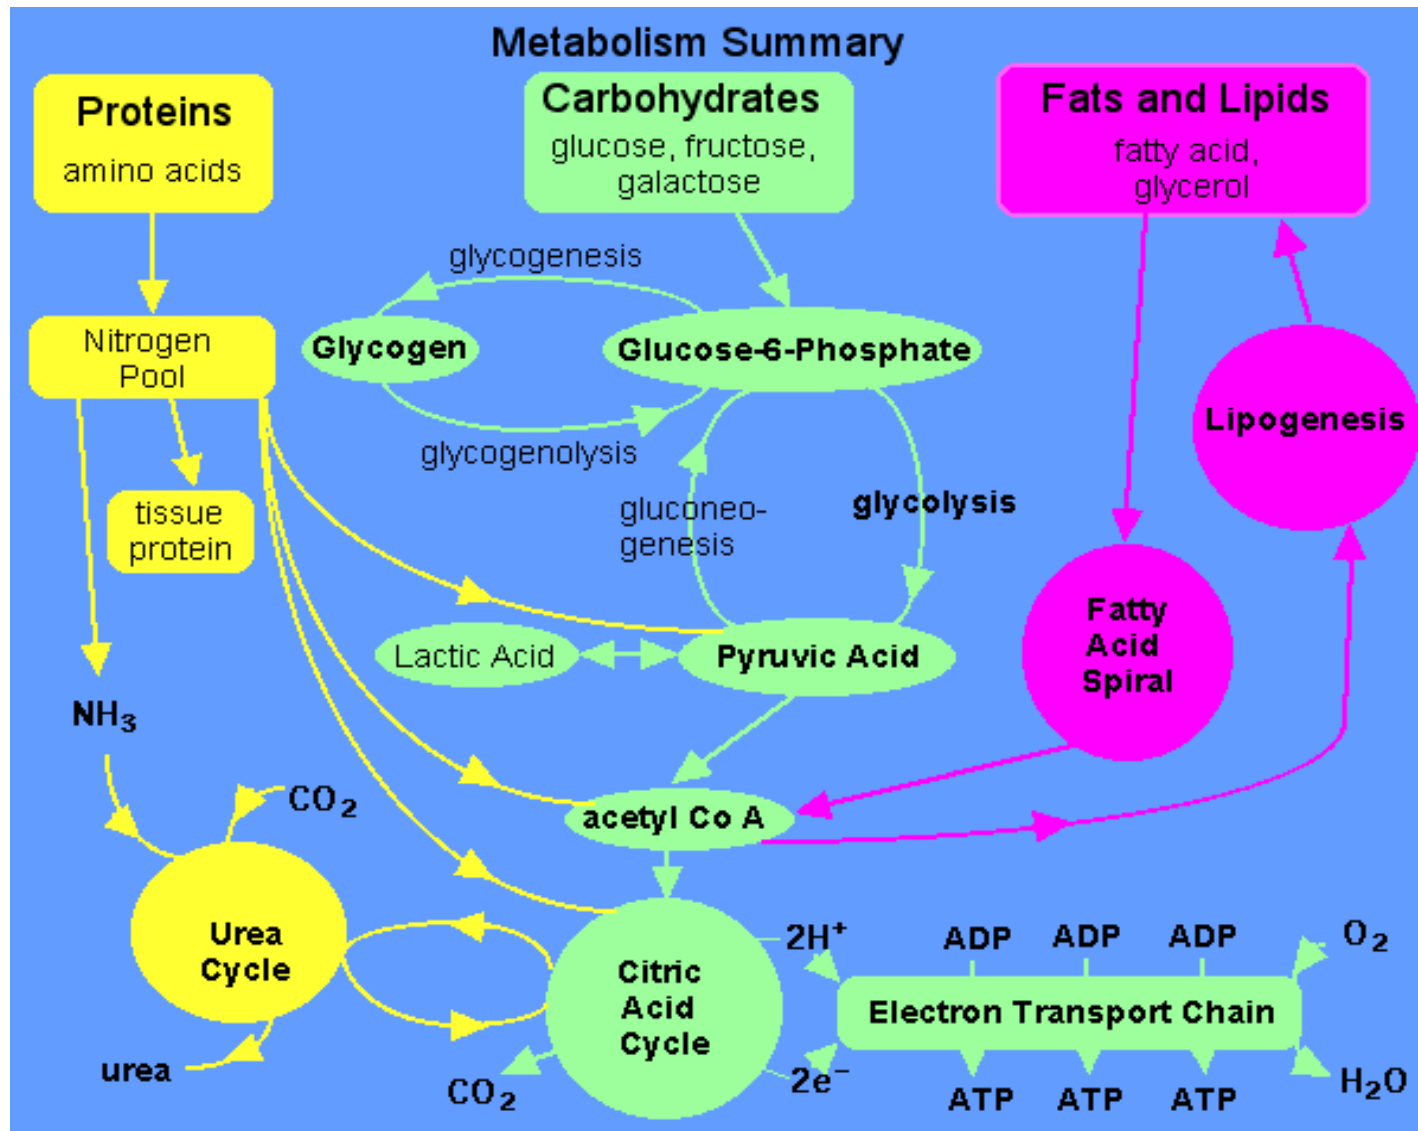 Metabolism Summary
Proteins
amino acids
Carbohydrates
glucose, fructose,
galactose
Fats and Lipids
fatty acid,
glycerol
glycogenesis
Nitrogen
Pool
Glycogen
Glucose-6-Phosphate
Lipogenesis
glycogenolysis
tissue
protein
gluconeo-
genesis
glycolysis
Fatty
Acid
Spiral
Lactic Acid
Pyruvic Acid
NH₃
CO₂
acetyl Co A
Urea
Cycle
Citric
Acid
Cycle
2H⁺
ADP
ADP
ADP
O₂
Electron Transport Chain
urea
CO₂
2e⁻
ATP
ATP
ATP
H₂O